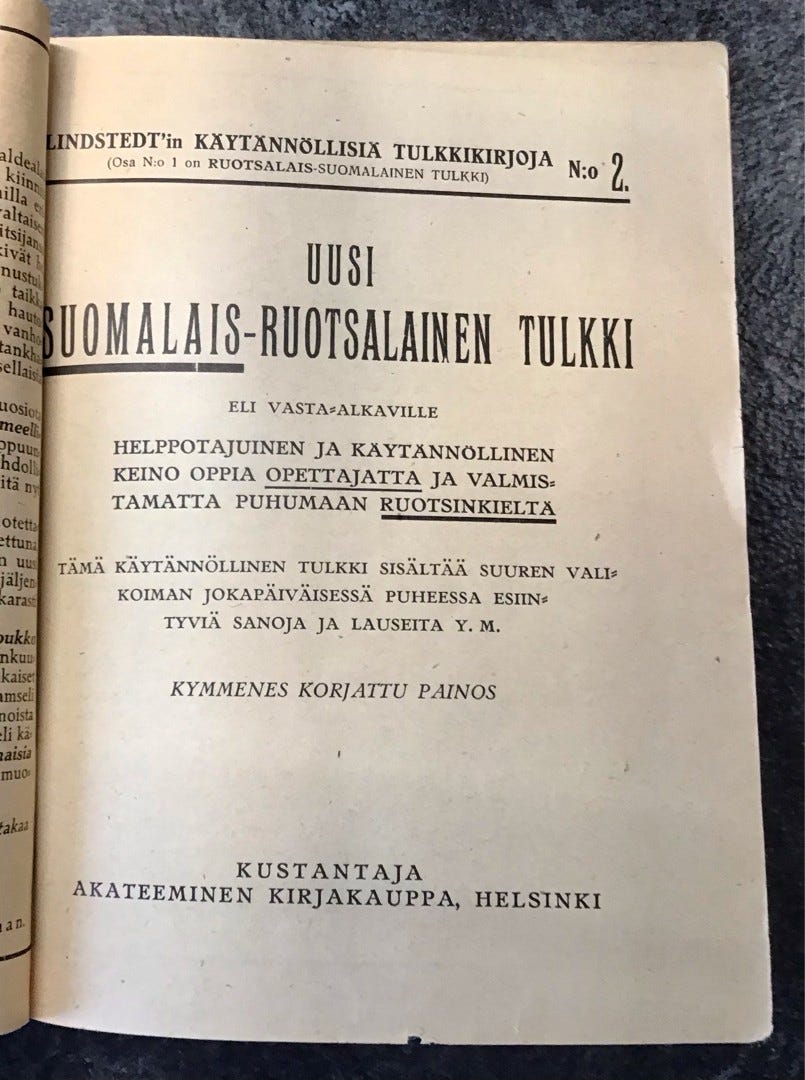 LINDSTEDT'in KÄYTÄNNÖLLISIÄ TULKKIKIRJOJA N:o 2.
(Osa N:o 1 on RUOTSALAIS-SUOMALAINEN TULKKI)
UUSI
SUOMALAIS-RUOTSALAINEN TULKKI
ELI VASTA-ALKAVILLE
HELPPOTAJUINEN JA KÄYTÄNNÖLLINEN
KEINO OPPIA OPETTAJATTA JA VALMIS-
TAMATTA PUHUMAAN RUOTSINKIELTÄ
TÄMÄ KÄYTÄNNÖLLINEN TULKKI SISÄLTÄÄ SUUREN VALI-
KOIMAN JOKAPÄIVÄISESSÄ PUHEESSA ESIIN-
TYVIÄ SANOJA JA LAUSEITA Y. M.
KYMMENES KORJATTU PAINOS
KUSTANTAJA
AKATEEMINEN KIRJAKAUPPA, HELSINKI